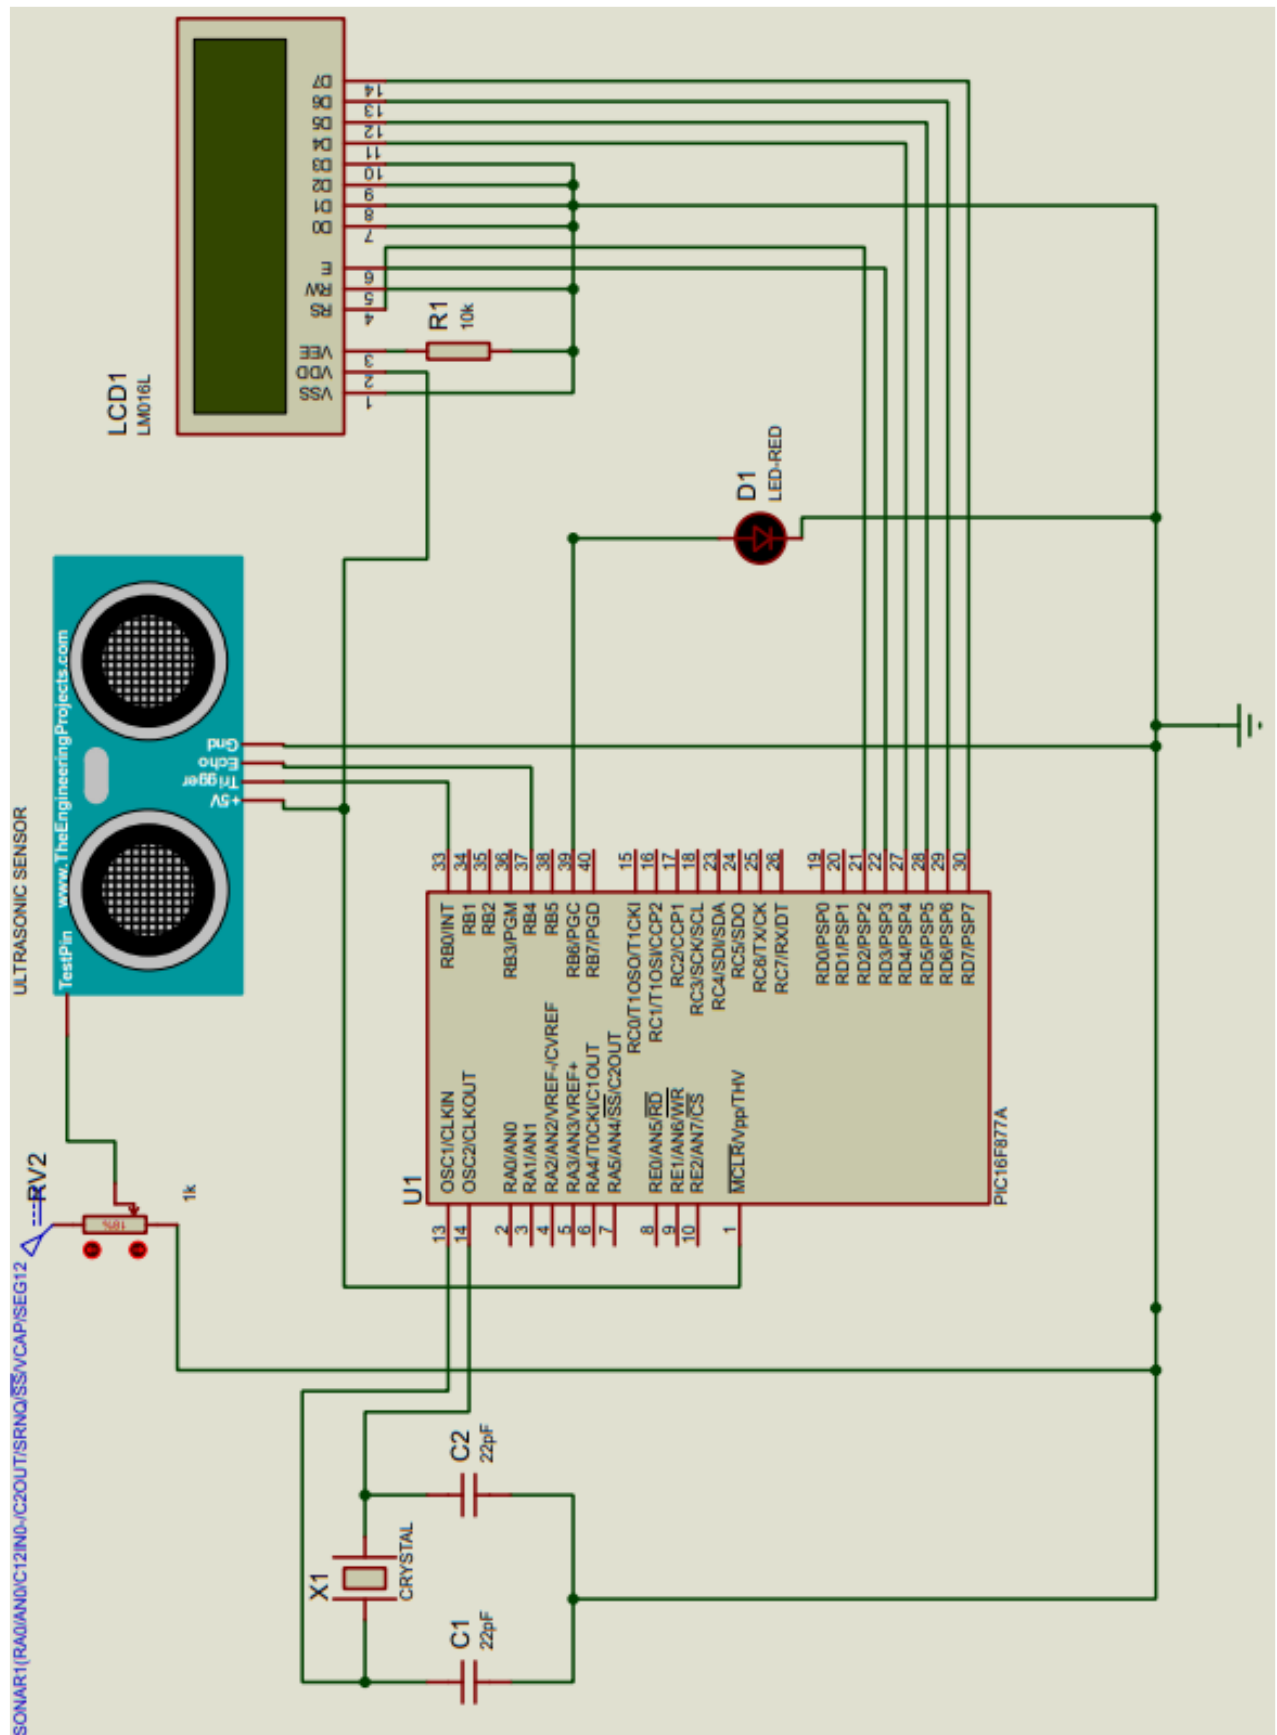 LCD1
LM016L
VSS
VDD
VEE
RS
RW
E
D0
D1
D2
D3
D4
D5
D6
D7
1
2
3
4
5
6
7
8
9
10
11
12
13
14
R1
10k
D1
LED-RED
ULTRASONIC SENSOR
TestPin
www.TheEngineeringProjects.com
+5V
Trigger
Echo
Gnd
SONAR1(RA0/AN0/C12IN0-/C2OUT/SRNQ/SS/VCAP/SEG12
RV2
18%
1k
U1
13 OSC1/CLKIN
14 OSC2/CLKOUT
2 RA0/AN0
3 RA1/AN1
4 RA2/AN2/VREF-/CVREF
5 RA3/AN3/VREF+
6 RA4/T0CKI/C1OUT
7 RA5/AN4/SS/C2OUT
8 RE0/AN5/RD
9 RE1/AN6/WR
10 RE2/AN7/CS
1 MCLR/Vpp/THV
RB0/INT 33
RB1 34
RB2 35
RB3/PGM 36
RB4 37
RB5 38
RB6/PGC 39
RB7/PGD 40
RC0/T1OSO/T1CKI 15
RC1/T1OSI/CCP2 16
RC2/CCP1 17
RC3/SCK/SCL 18
RC4/SDI/SDA 23
RC5/SDO 24
RC6/TX/CK 25
RC7/RX/DT 26
RD0/PSP0 19
RD1/PSP1 20
RD2/PSP2 21
RD3/PSP3 22
RD4/PSP4 27
RD5/PSP5 28
RD6/PSP6 29
RD7/PSP7 30
PIC16F877A
X1
CRYSTAL
C1
22pF
C2
22pF